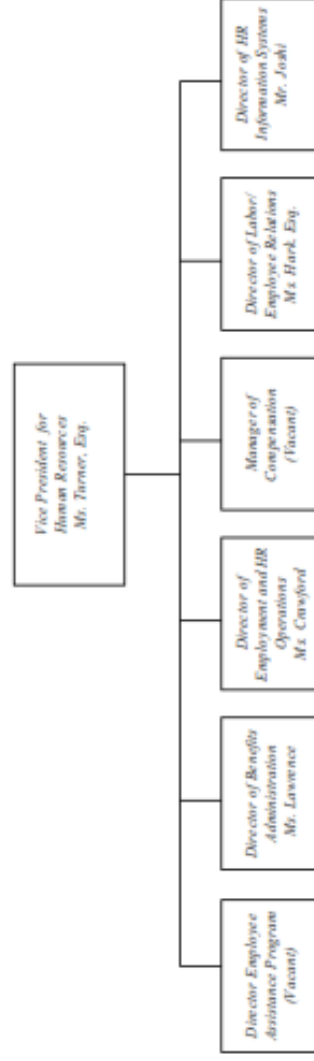 Vice President for
Human Resources
Ms. Turner, Esq.
Director Employee
Assistance Program
(Vacant)
Director of Benefits
Administration
Ms. Lawrence
Director of
Employment and HR
Operations
Ms. Crawford
Manager of
Compensation
(Vacant)
Director of Labor/
Employee Relations
Ms. Hark, Esq.
Director of HR
Information Systems
Mr. Joshi